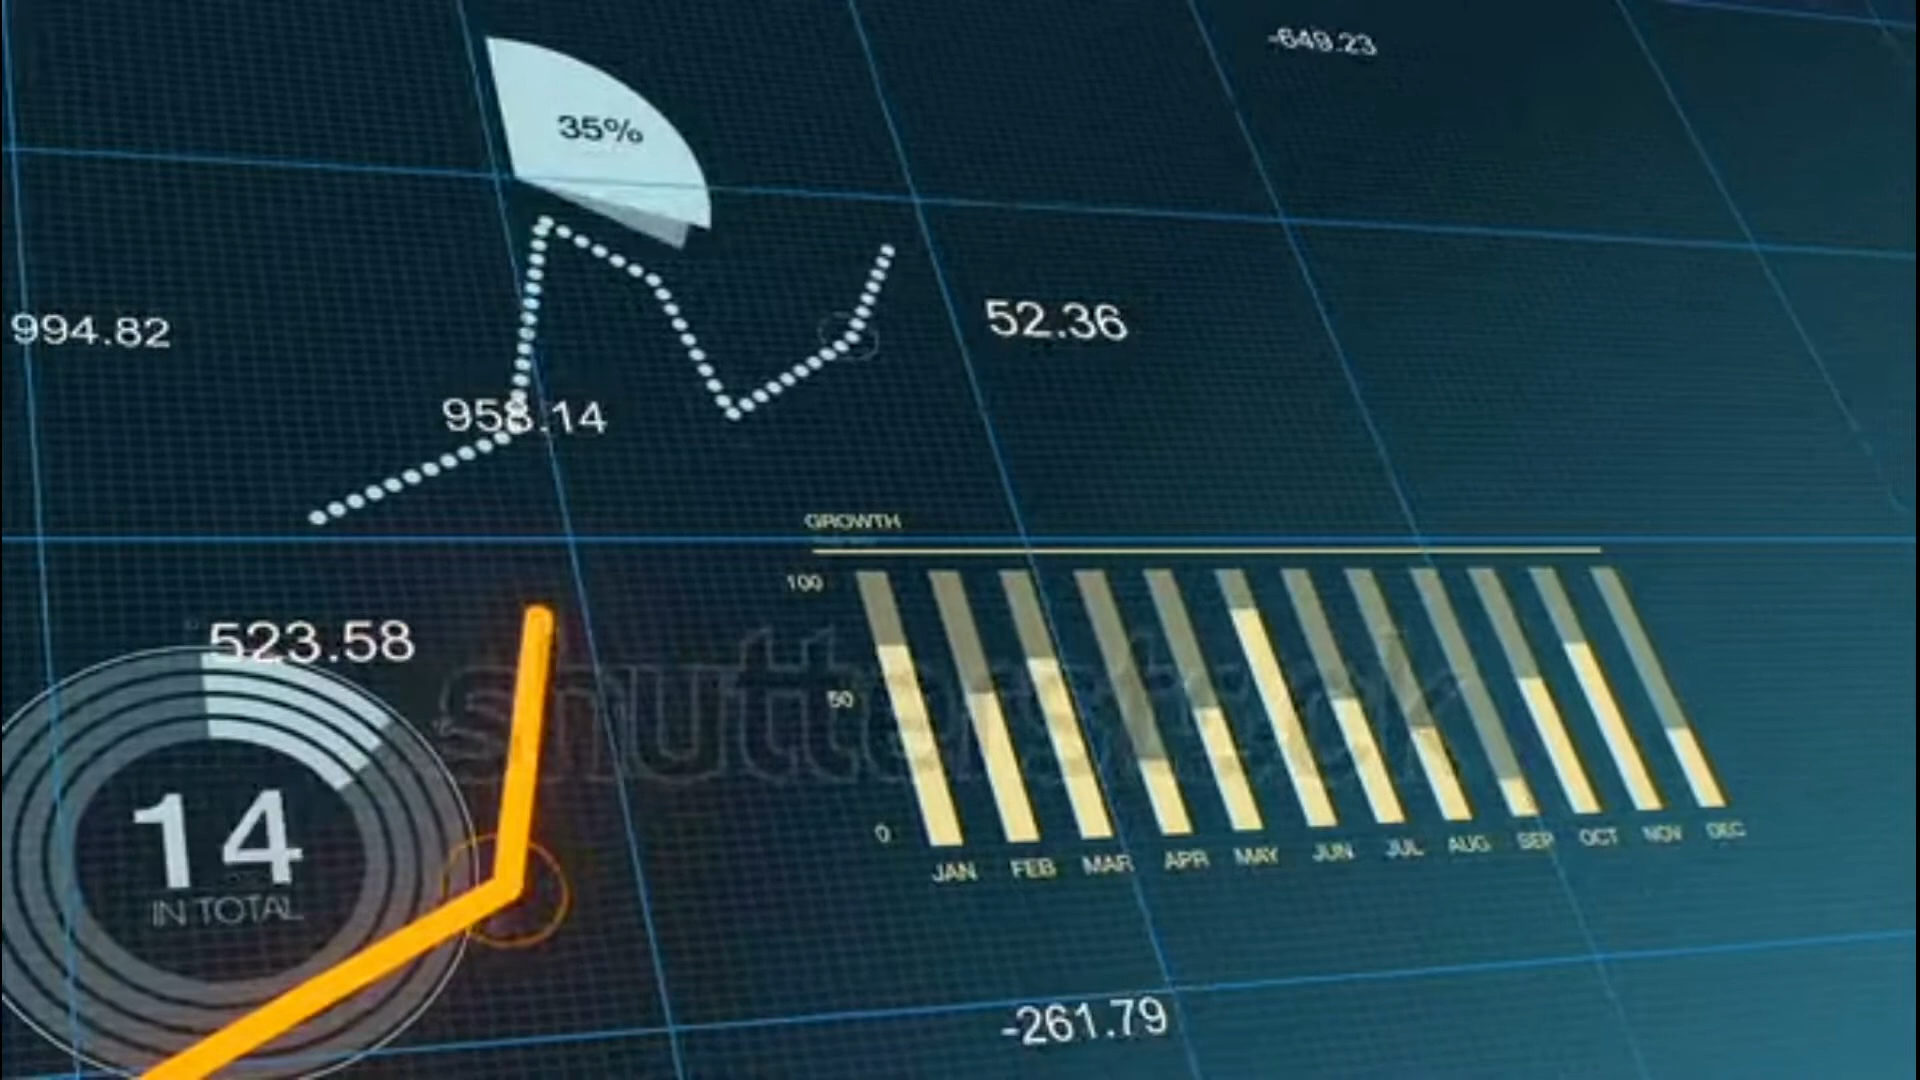 -649.23
35%
994.82
52.36
958.14
GROWTH
100
523.58
shutterstock
50
14
0
IN TOTAL
JAN FEB MAR APR MAY JUN JUL AUG SEP OCT NOV DEC
-261.79